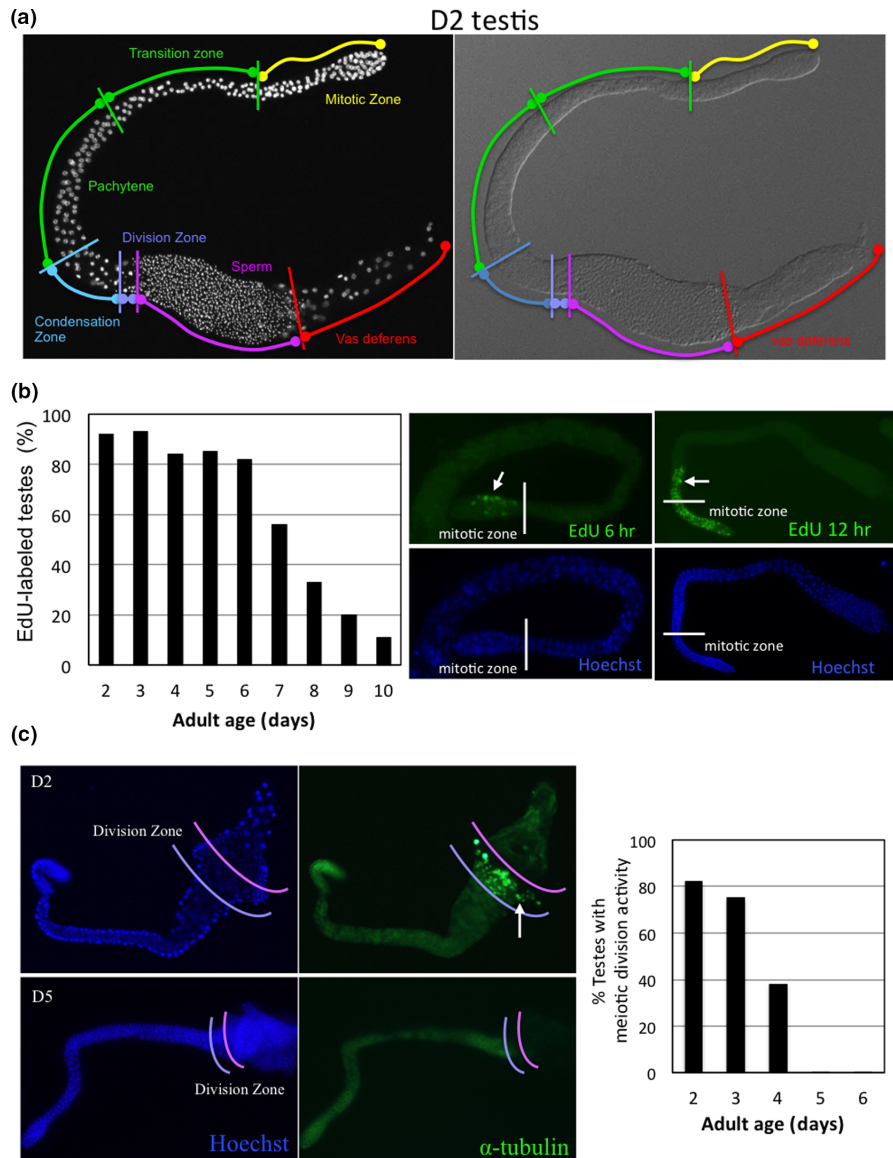 (a)
D2 testis
Transition zone
Mitotic Zone
Pachytene
Division Zone
Sperm
Condensation
Zone
Vas deferens
vas deferens
(b)
EdU-labeled testes (%)
100
80
60
40
20
0
2 3 4 5 6 7 8 9 10
Adult age (days)
mitotic zone
EdU 6 hr
mitotic zone
EdU 12 hr
mitotic zone
Hoechst
mitotic zone
Hoechst
(c)
D2
Division Zone
D5
Division Zone
Hoechst
α-tubulin
% Testes with
meiotic division activity
100
80
60
40
20
0
2 3 4 5 6
Adult age (days)